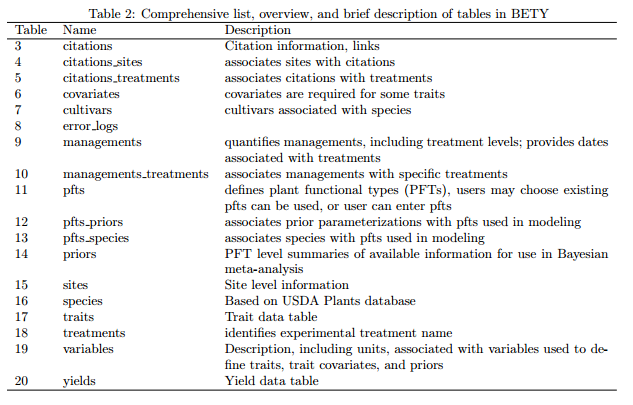 Table 2: Comprehensive list, overview, and brief description of tables in BETY
Table Name Description
3 citations Citation information, links
4 citations_sites associates sites with citations
5 citations_treatments associates citations with treatments
6 covariates covariates are required for some traits
7 cultivars cultivars associated with species
8 error_logs
9 managements quantifies managements, including treatment levels; provides dates
associated with treatments
10 managements_treatments associates managements with specific treatments
11 pfts defines plant functional types (PFTs), users may choose existing
pfts can be used, or user can enter pfts
12 pfts_priors associates prior parameterizations with pfts used in modeling
13 pfts_species associates species with pfts used in modeling
14 priors PFT level summaries of available information for use in Bayesian
meta-analysis
15 sites Site level information
16 species Based on USDA Plants database
17 traits Trait data table
18 treatments identifies experimental treatment name
19 variables Description, including units, associated with variables used to de-
fine traits, trait covariates, and priors
20 yields Yield data table